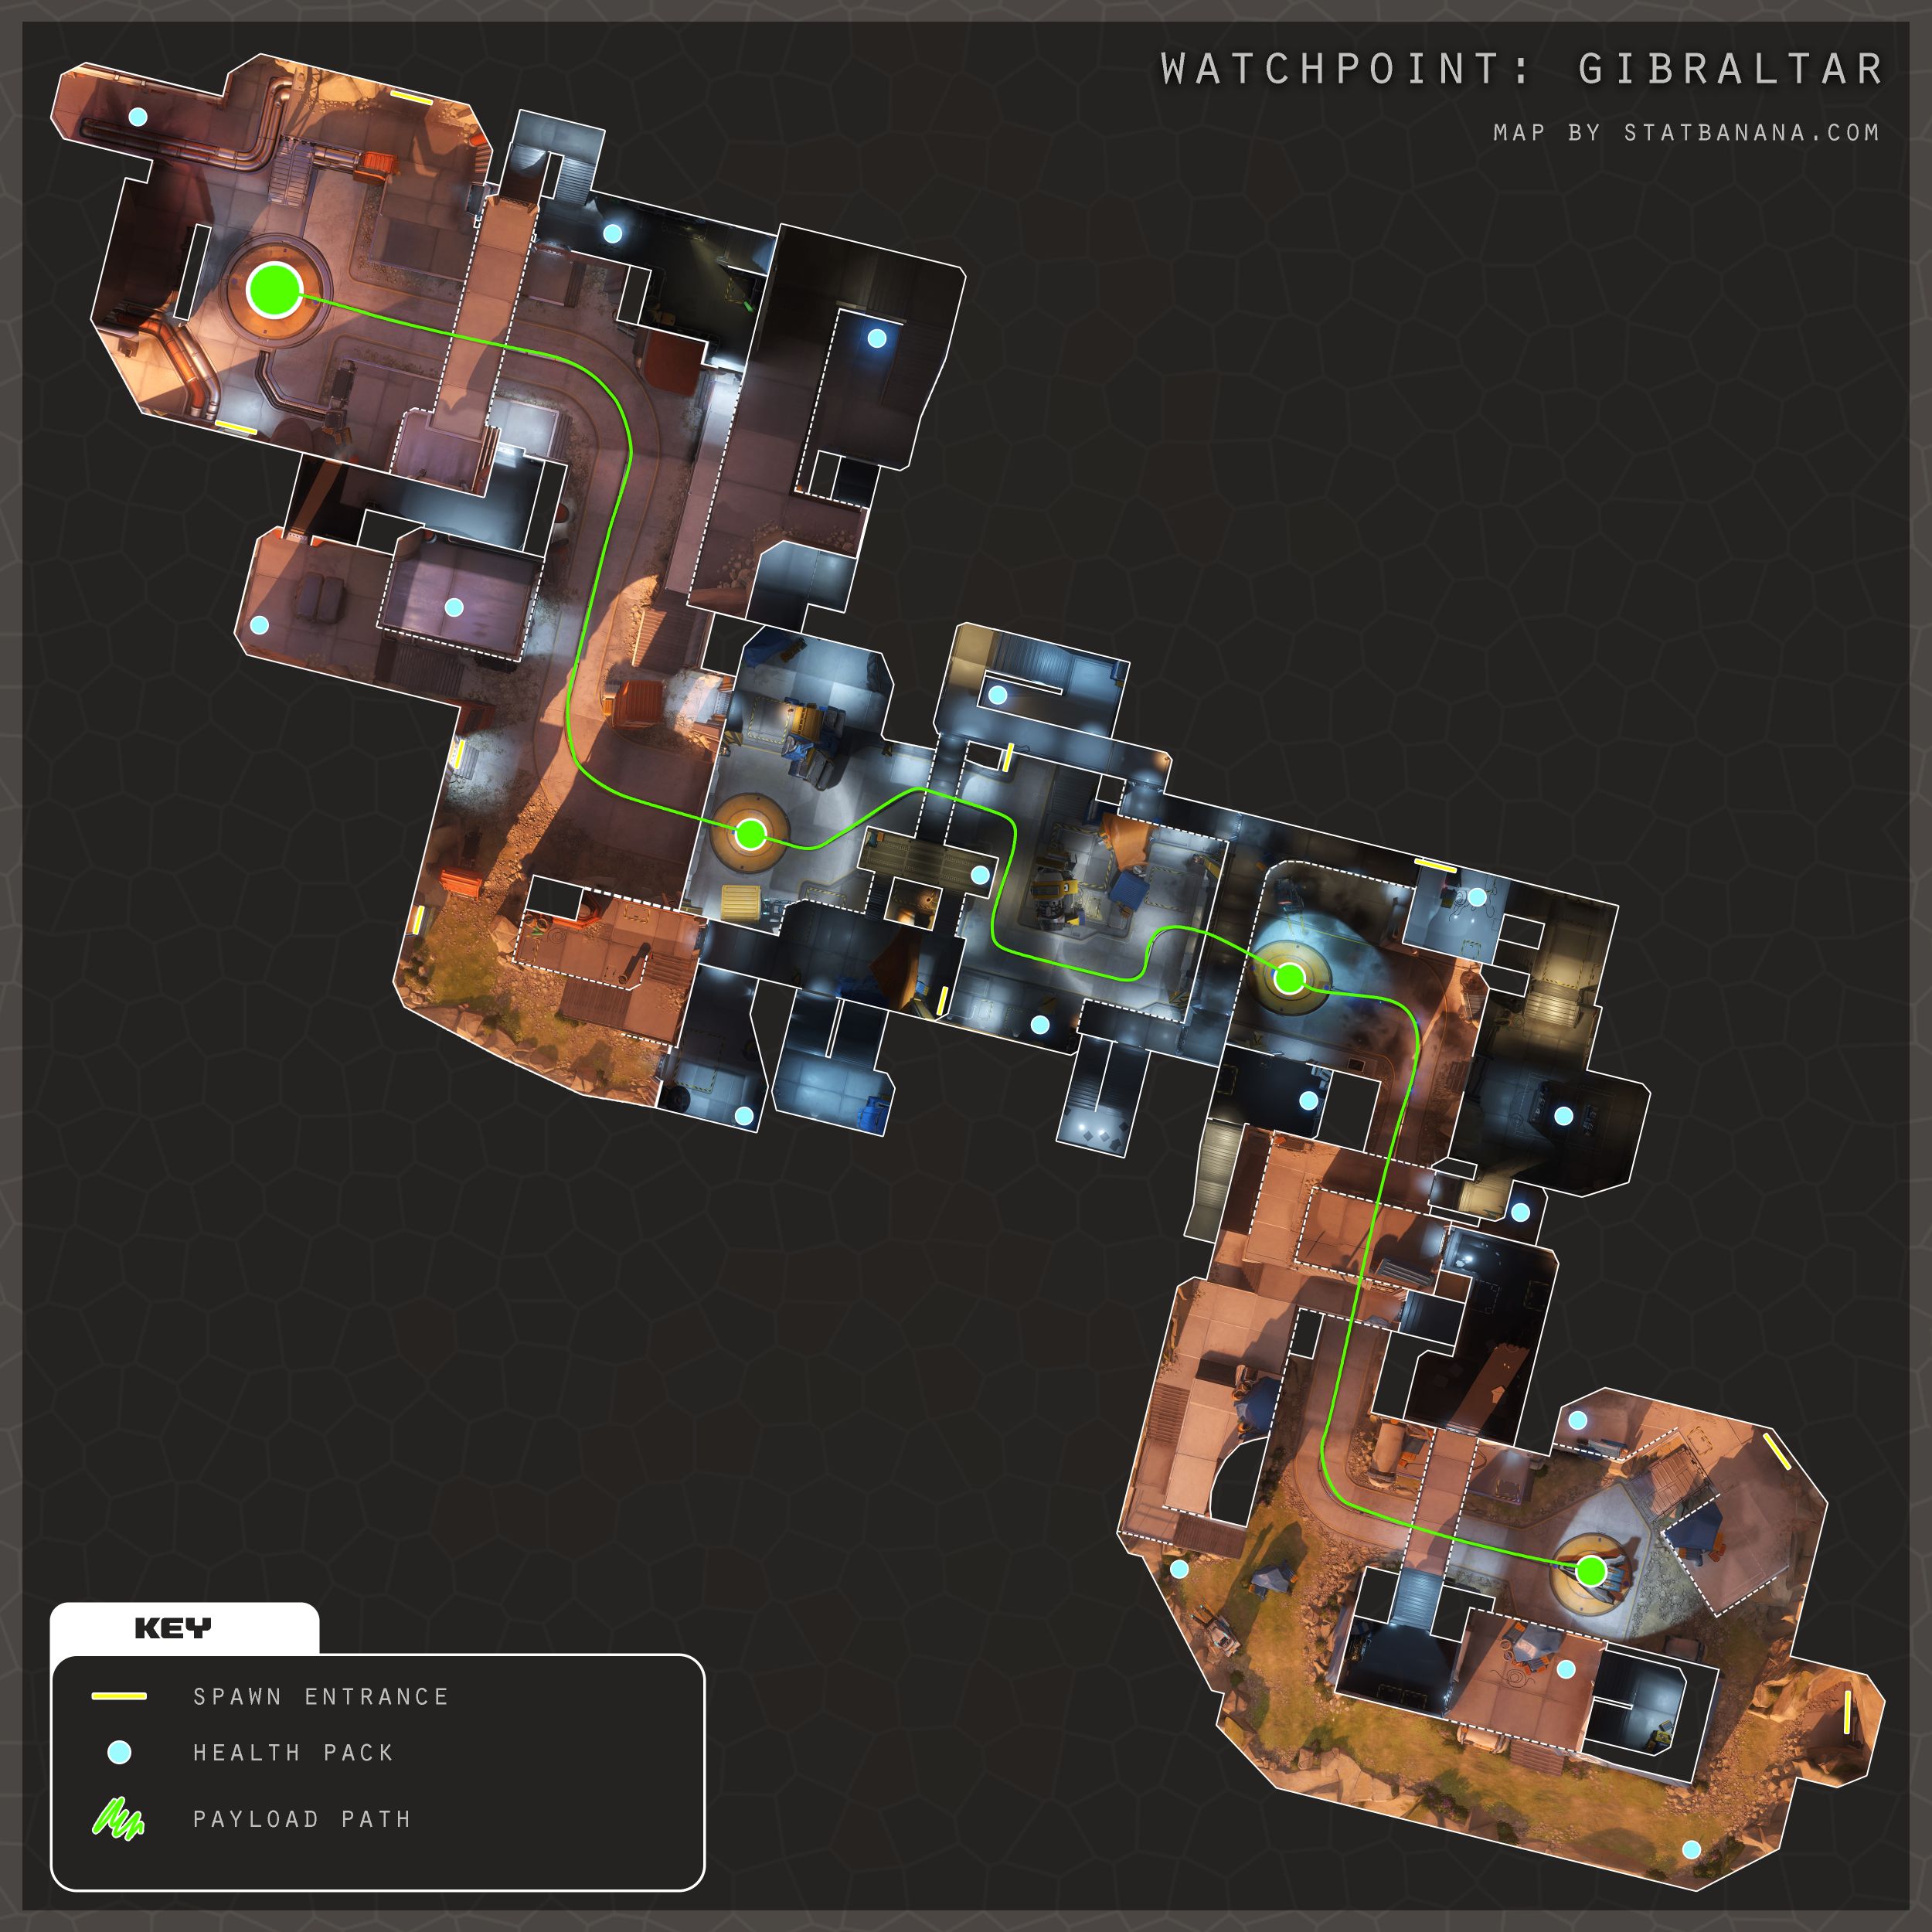 WATCHPOINT: GIBRALTAR
MAP BY STATBANANA.COM
KEY
SPAWN ENTRANCE
HEALTH PACK
PAYLOAD PATH